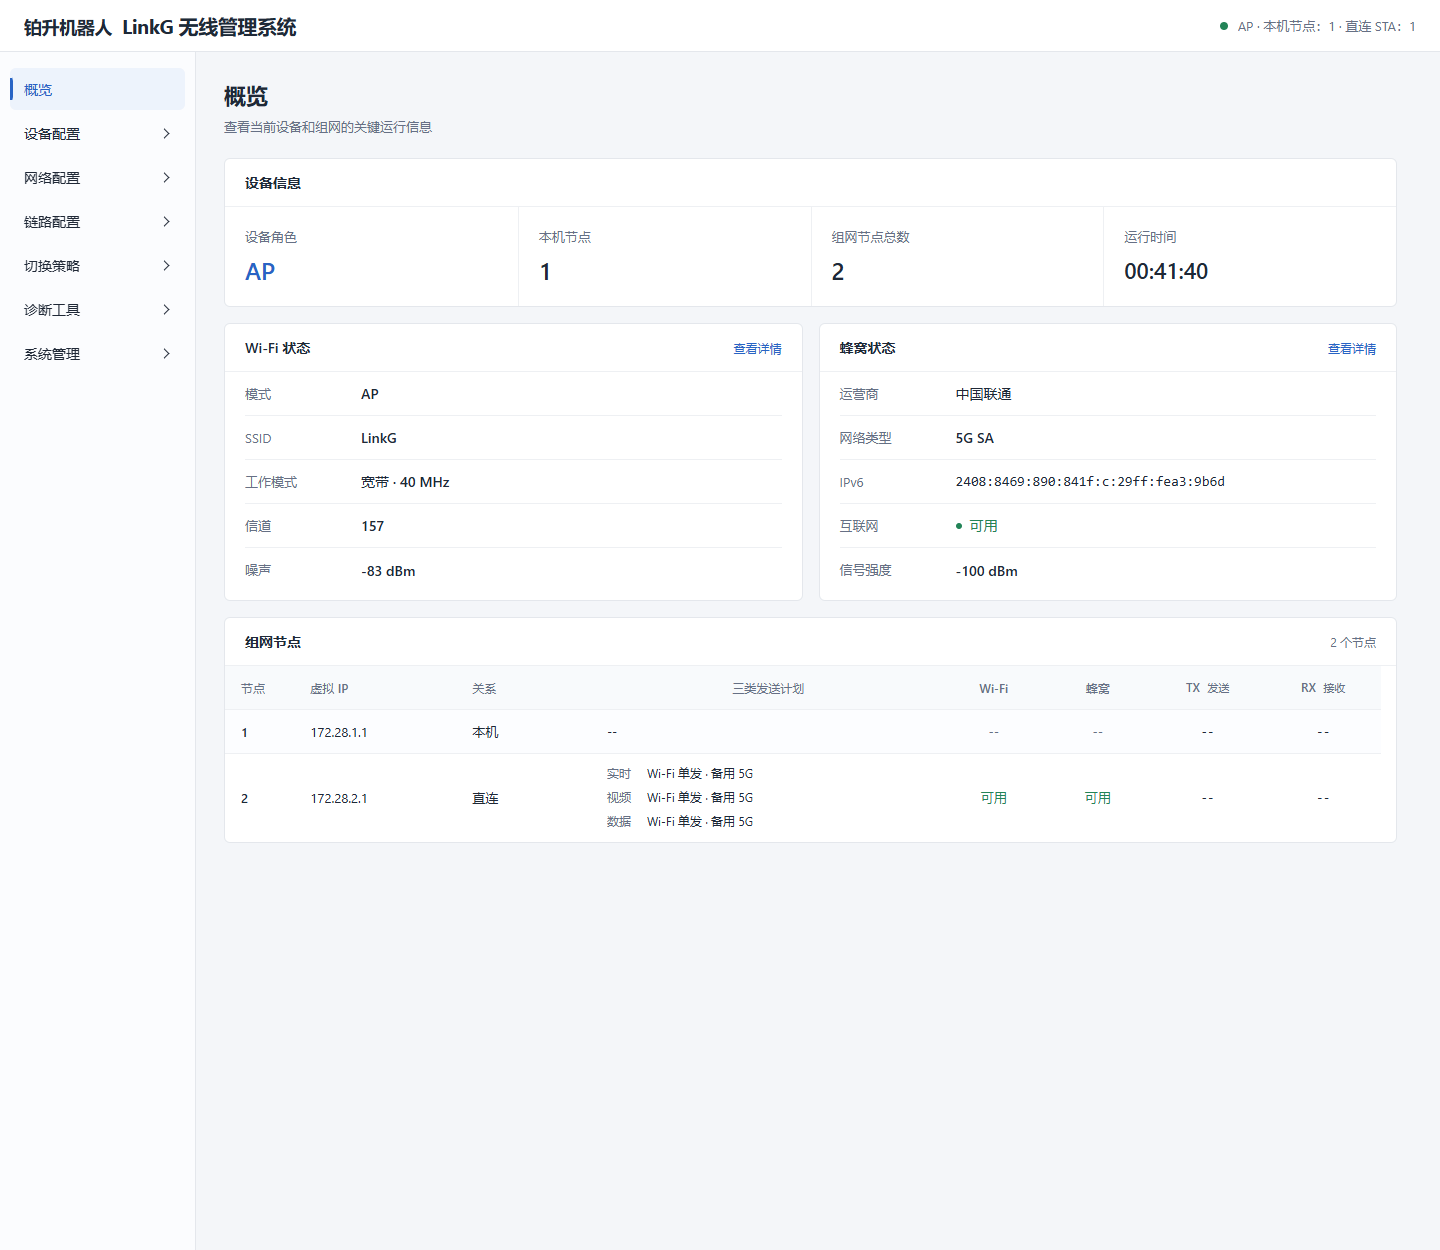 铂升机器人 LinkG 无线管理系统
AP · 本机节点：1 · 直连 STA：1
概览
设备配置
网络配置
链路配置
切换策略
诊断工具
系统管理
概览
查看当前设备和组网的关键运行信息
设备信息
设备角色
AP
本机节点
1
组网节点总数
2
运行时间
00:41:40
Wi-Fi 状态 查看详情
模式 AP
SSID LinkG
工作模式 宽带 · 40 MHz
信道 157
噪声 -83 dBm
蜂窝状态 查看详情
运营商 中国联通
网络类型 5G SA
IPv6 2408:8469:890:841f:c:29ff:fea3:9b6d
互联网 可用
信号强度 -100 dBm
组网节点 2 个节点
节点 虚拟 IP 关系 三类发送计划 Wi-Fi 蜂窝 TX 发送 RX 接收
1 172.28.1.1 本机 -- -- -- -- --
2 172.28.2.1 直连
实时 Wi-Fi 单发 · 备用 5G
视频 Wi-Fi 单发 · 备用 5G
数据 Wi-Fi 单发 · 备用 5G
可用 可用 -- --